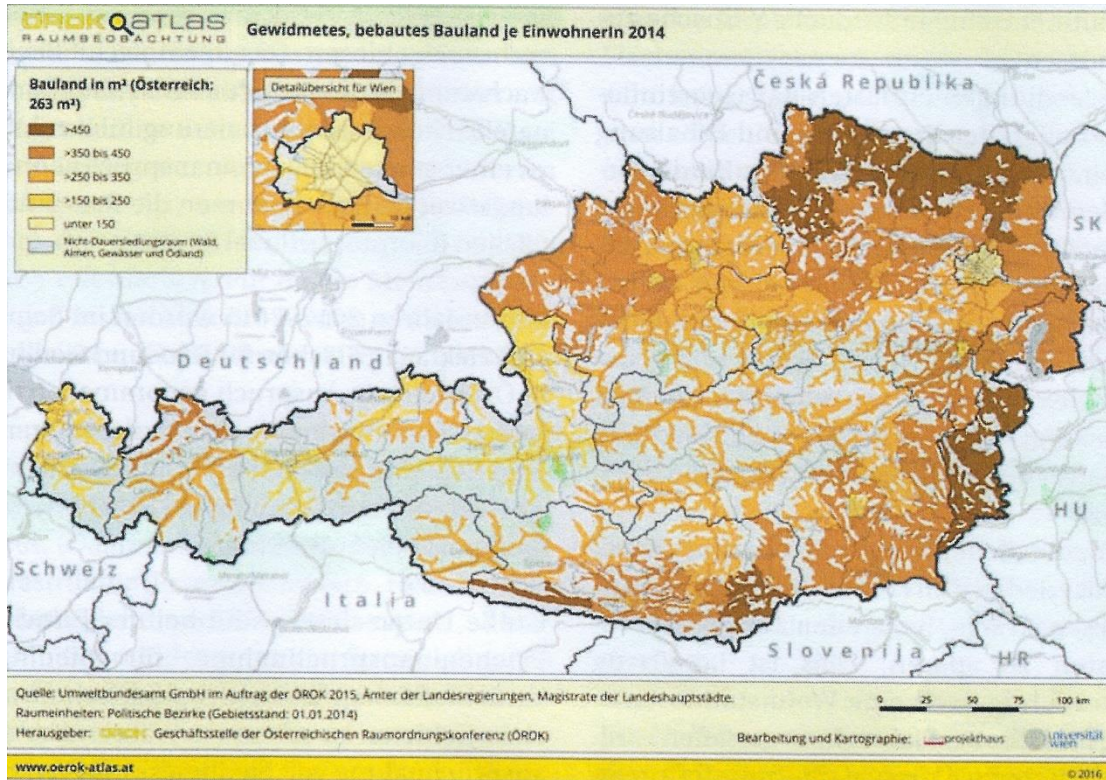 ÖROK ATLAS
RAUMBEOBACHTUNG
Gewidmetes, bebautes Bauland je EinwohnerIn 2014
Bauland in m² (Österreich:
263 m²)
>450
>350 bis 450
>250 bis 350
>150 bis 250
unter 150
Nicht-Dauersiedlungsraum (Wald,
Almen, Gewässer und Ödland)
Detailübersicht für Wien
0 5 10 km
Česká Republika
SK
Deutschland
HU
Schweiz
Italia
Slovenija
HR
Quelle: Umweltbundesamt GmbH im Auftrag der ÖROK 2015, Ämter der Landesregierungen, Magistrate der Landeshauptstädte.
Raumeinheiten: Politische Bezirke (Gebietsstand: 01.01.2014)
0 25 50 75 100 km
Herausgeber: ÖROK Geschäftsstelle der Österreichischen Raumordnungskonferenz (ÖROK)
Bearbeitung und Kartographie: projekthaus universität wien
www.oerok-atlas.at
© 2016